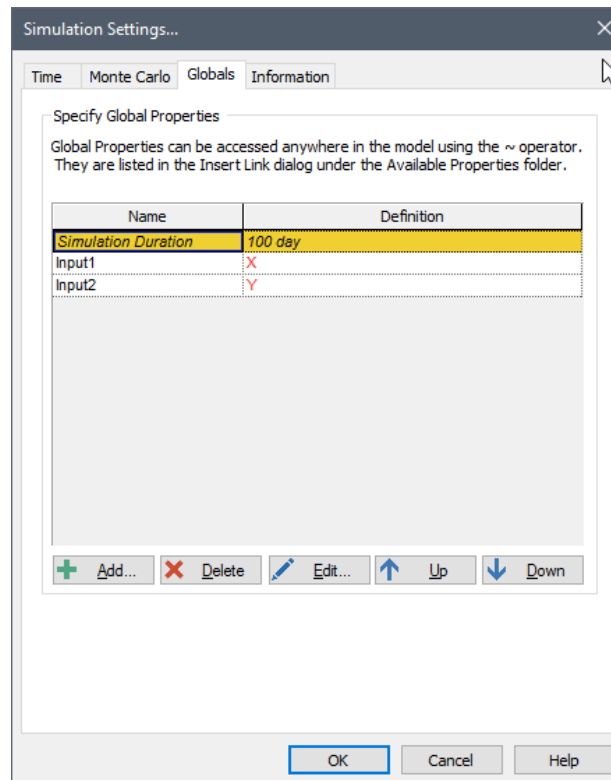 Simulation Settings...
Time Monte Carlo Globals Information
Specify Global Properties
Global Properties can be accessed anywhere in the model using the ~ operator.
They are listed in the Insert Link dialog under the Available Properties folder.
Name Definition
Simulation Duration 100 day
Input1 X
Input2 Y
Add... Delete Edit... Up Down
OK Cancel Help